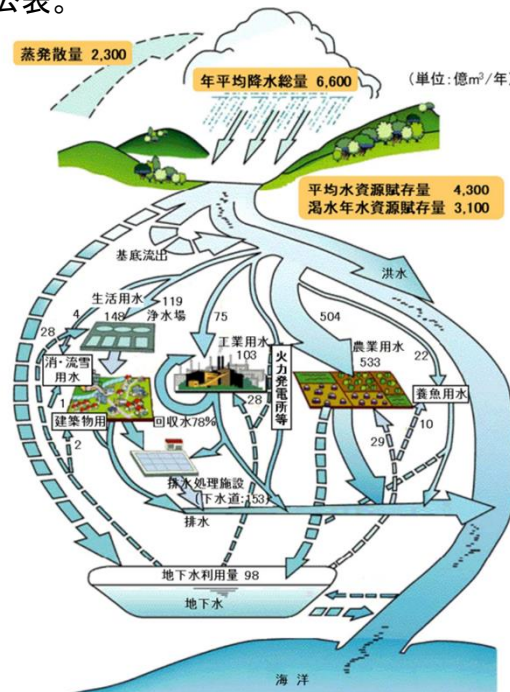 公表。
蒸発散量 2,300
年平均降水総量 6,600
(単位:億m³/年)
平均水資源賦存量 4,300
渇水年水資源賦存量 3,100
基底流出
洪水
生活用水
119
4
148
浄水場
75
504
28
工業用水
103
農業用水
533
22
消・流雪
用水
火力発電所等
養魚用水
1
建築物用
回収水78%
28
10
2
29
排水処理施設
(下水道:153)
排水
地下水利用量 98
地下水
海洋